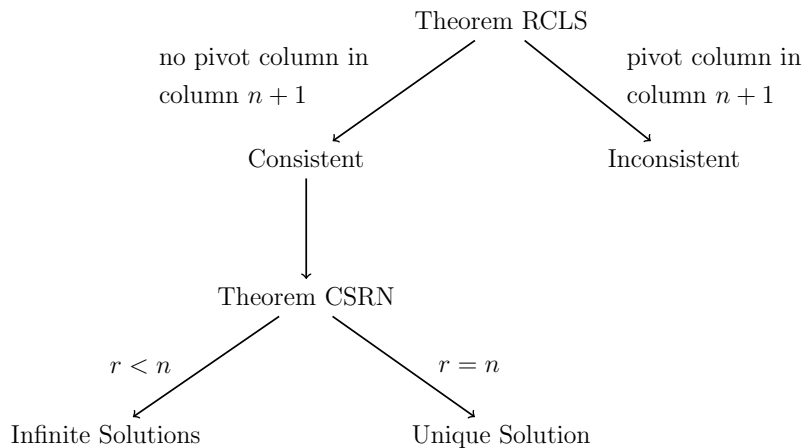 Theorem RCLS
no pivot column in
column n + 1
pivot column in
column n + 1
Consistent
Inconsistent
Theorem CSRN
r < n
r = n
Infinite Solutions
Unique Solution